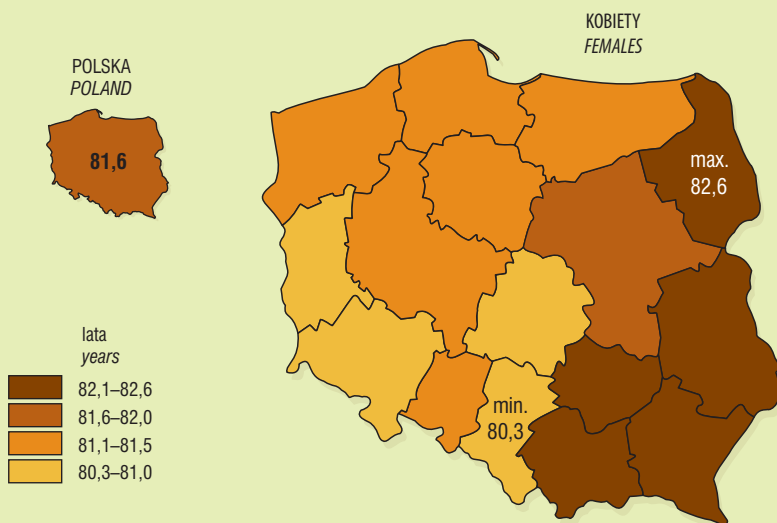 POLSKA
POLAND
81,6
KOBIETY
FEMALES
max.
82,6
min.
80,3
lata
years
82,1–82,6
81,6–82,0
81,1–81,5
80,3–81,0